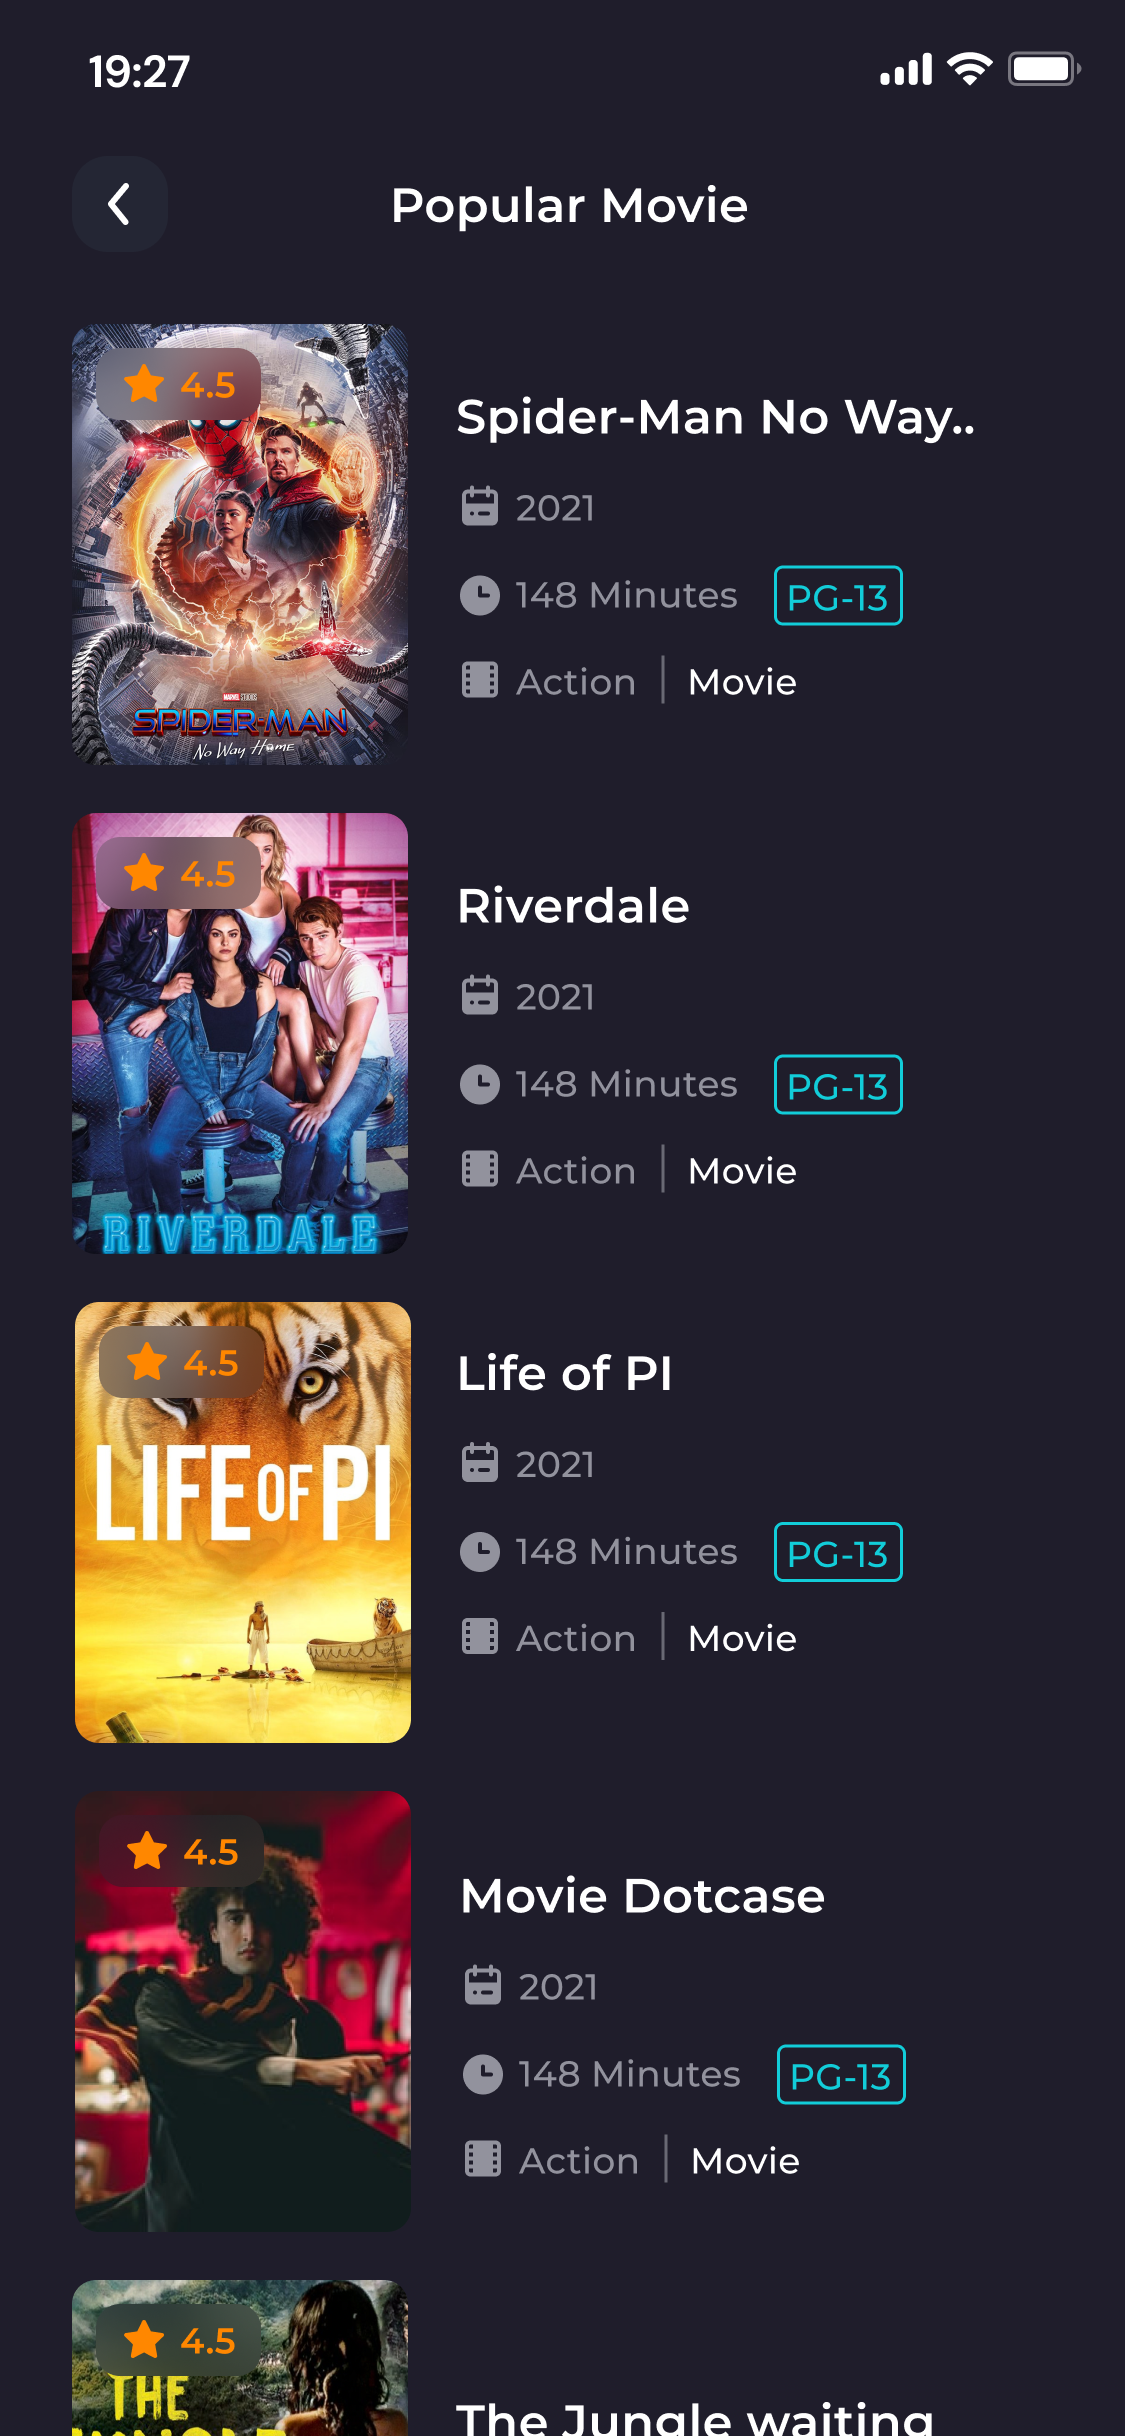 19:27
Popular Movie
4.5
MARVEL STUDIOS
SPIDER-MAN
No Way Home
Spider-Man No Way..
2021
148 Minutes PG-13
Action | Movie
4.5
RIVERDALE
Riverdale
2021
148 Minutes PG-13
Action | Movie
4.5
LIFE OF PI
Life of PI
2021
148 Minutes PG-13
Action | Movie
4.5
Movie Dotcase
2021
148 Minutes PG-13
Action | Movie
4.5
THE
The Jungle waiting